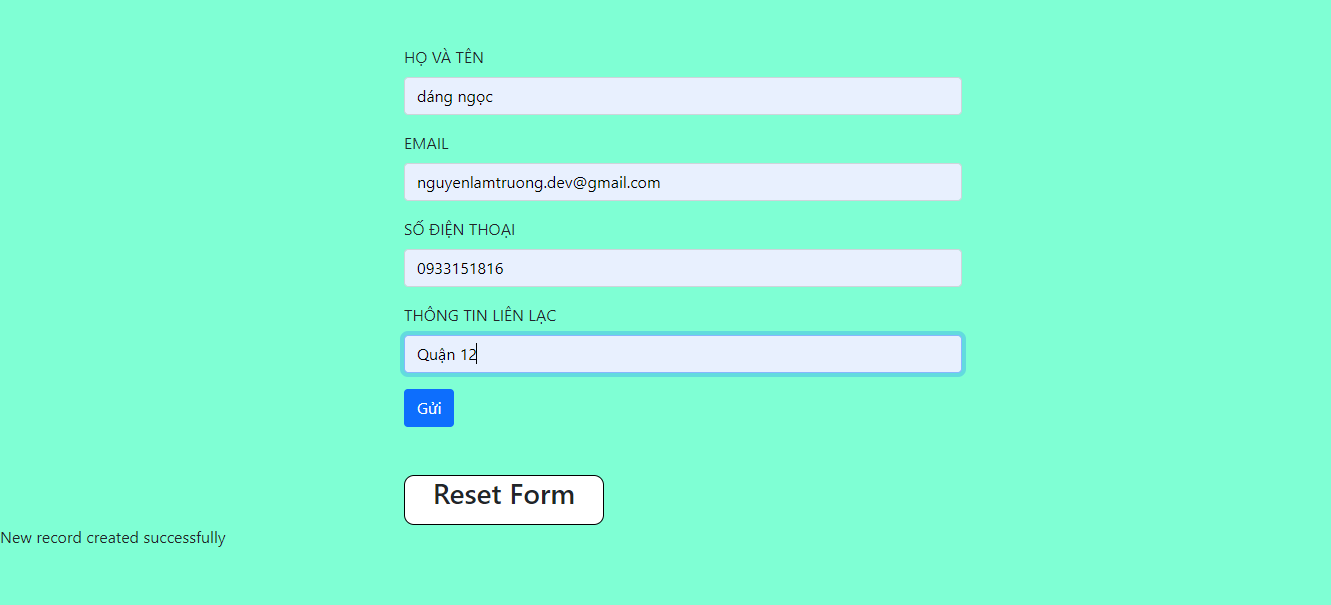 HỌ VÀ TÊN
dáng ngọc
EMAIL
nguyenlamtruong.dev@gmail.com
SỐ ĐIỆN THOẠI
0933151816
THÔNG TIN LIÊN LẠC
Quận 12
Gửi
Reset Form
New record created successfully